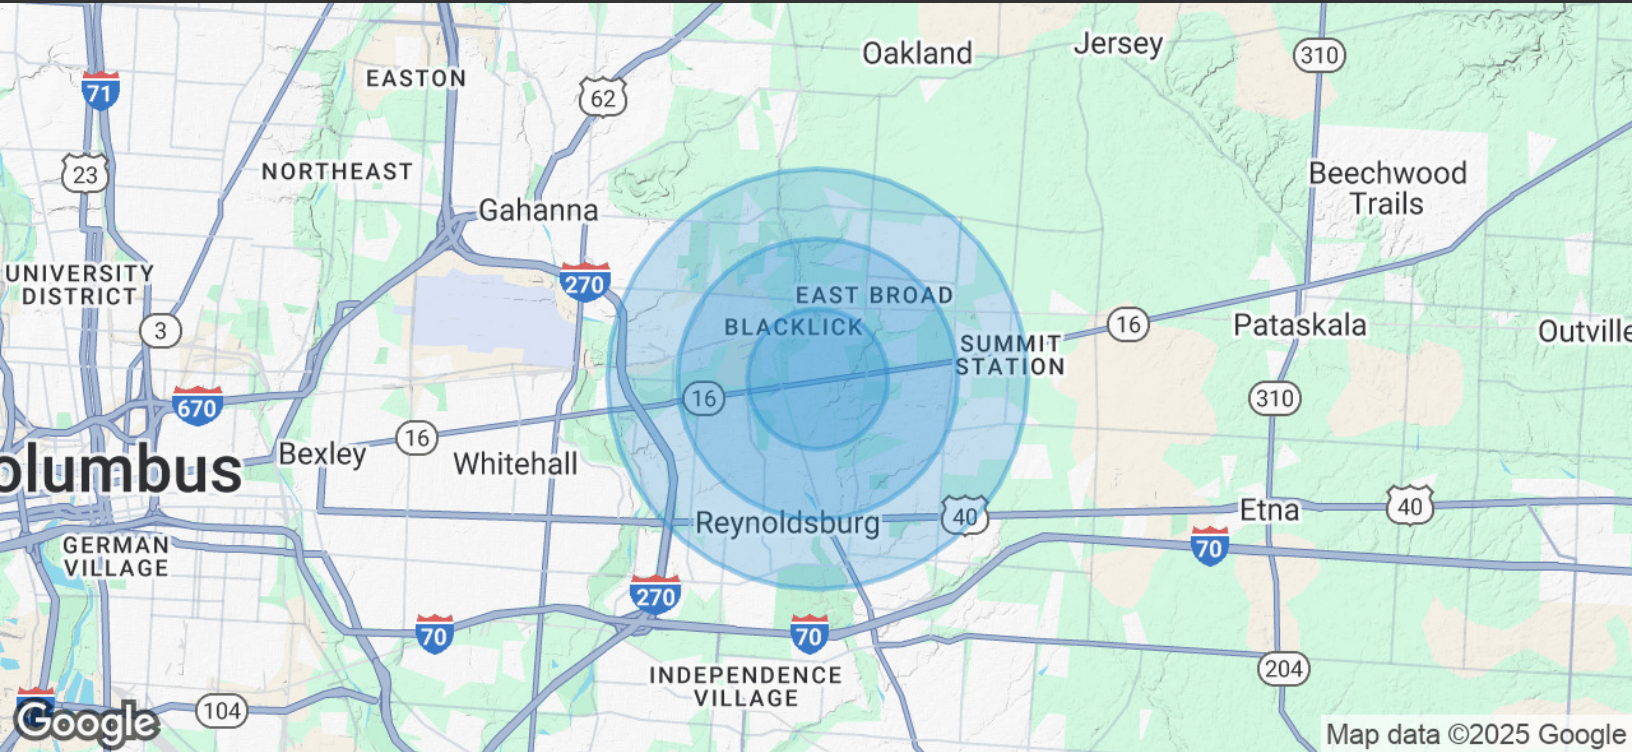 Oakland
Jersey
310
EASTON
71
62
NORTHEAST
23
Beechwood
Trails
Gahanna
UNIVERSITY
DISTRICT
270
EAST BROAD
BLACKLICK
3
16
SUMMIT
STATION
Pataskala
Outville
670
16
310
16
Bexley
Whitehall
olumbus
Etna
40
Reynoldsburg
40
GERMAN
VILLAGE
70
270
70
70
INDEPENDENCE
VILLAGE
204
104
Google
Map data ©2025 Google